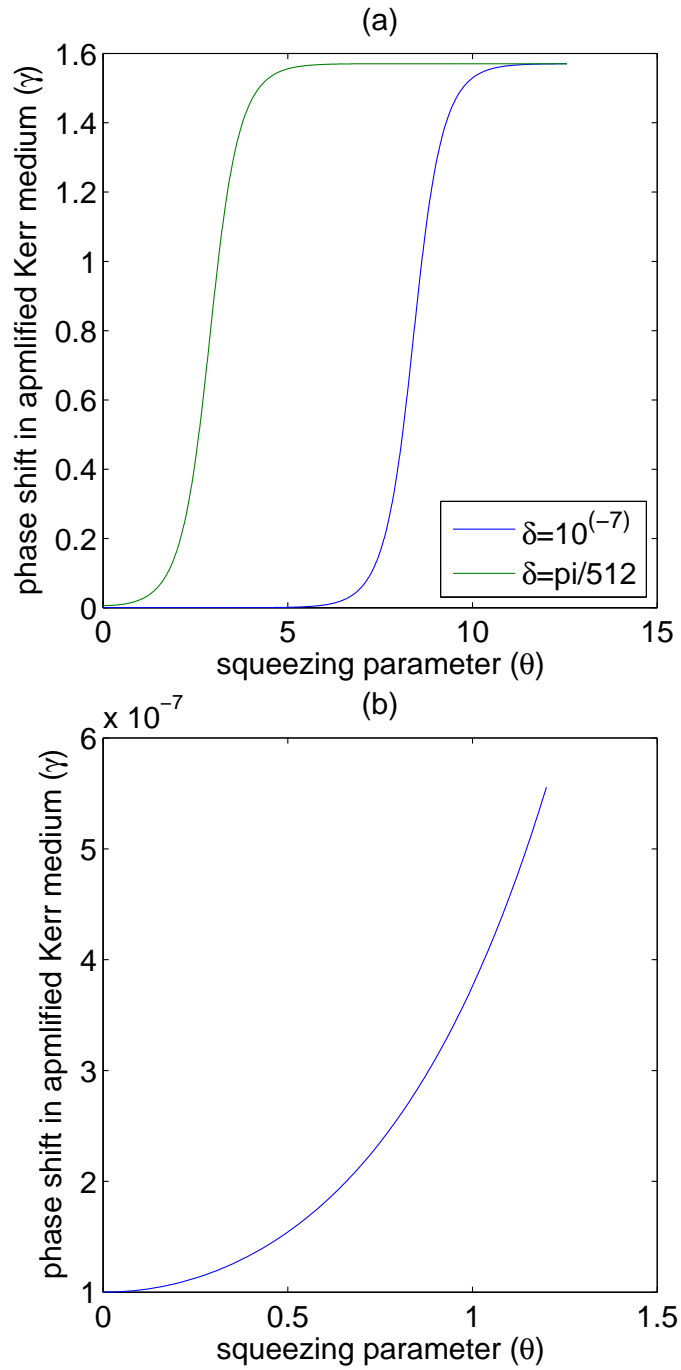 (a)
1.6
1.4
1.2
1
0.8
0.6
0.4
0.2
0
phase shift in apmlified Kerr medium (γ)
δ=10^(−7)
δ=pi/512
0 5 10 15
squeezing parameter (θ)
(b)
x 10^−7
6
5
4
3
2
1
phase shift in apmlified Kerr medium (γ)
0 0.5 1 1.5
squeezing parameter (θ)